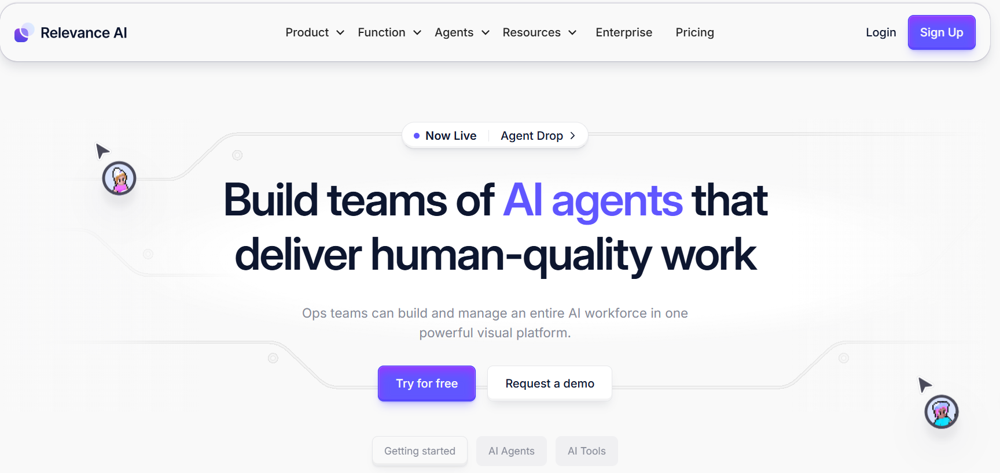 Relevance AI
Product
Function
Agents
Resources
Enterprise
Pricing
Login
Sign Up
Now Live
Agent Drop
Build teams of AI agents that
deliver human-quality work
Ops teams can build and manage an entire AI workforce in one
powerful visual platform.
Try for free
Request a demo
Getting started
AI Agents
AI Tools